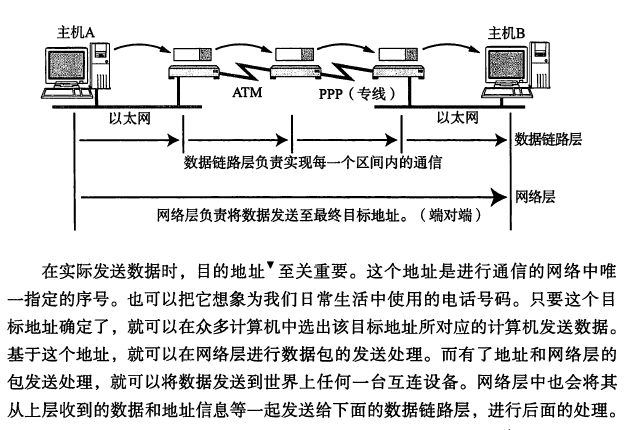 主机A
主机B
ATM
PPP（专线）
以太网
以太网
数据链路层
数据链路层负责实现每一个区间内的通信
网络层
网络层负责将数据发送至最终目标地址。（端对端）
在实际发送数据时，目的地址▼至关重要。这个地址是进行通信的网络中唯
一指定的序号。也可以把它想象为我们日常生活中使用的电话号码。只要这个目
标地址确定了，就可以在众多计算机中选出该目标地址所对应的计算机发送数据。
基于这个地址，就可以在网络层进行数据包的发送处理。而有了地址和网络层的
包发送处理，就可以将数据发送到世界上任何一台互连设备。网络层中也会将其
从上层收到的数据和地址信息等一起发送给下面的数据链路层，进行后面的处理。